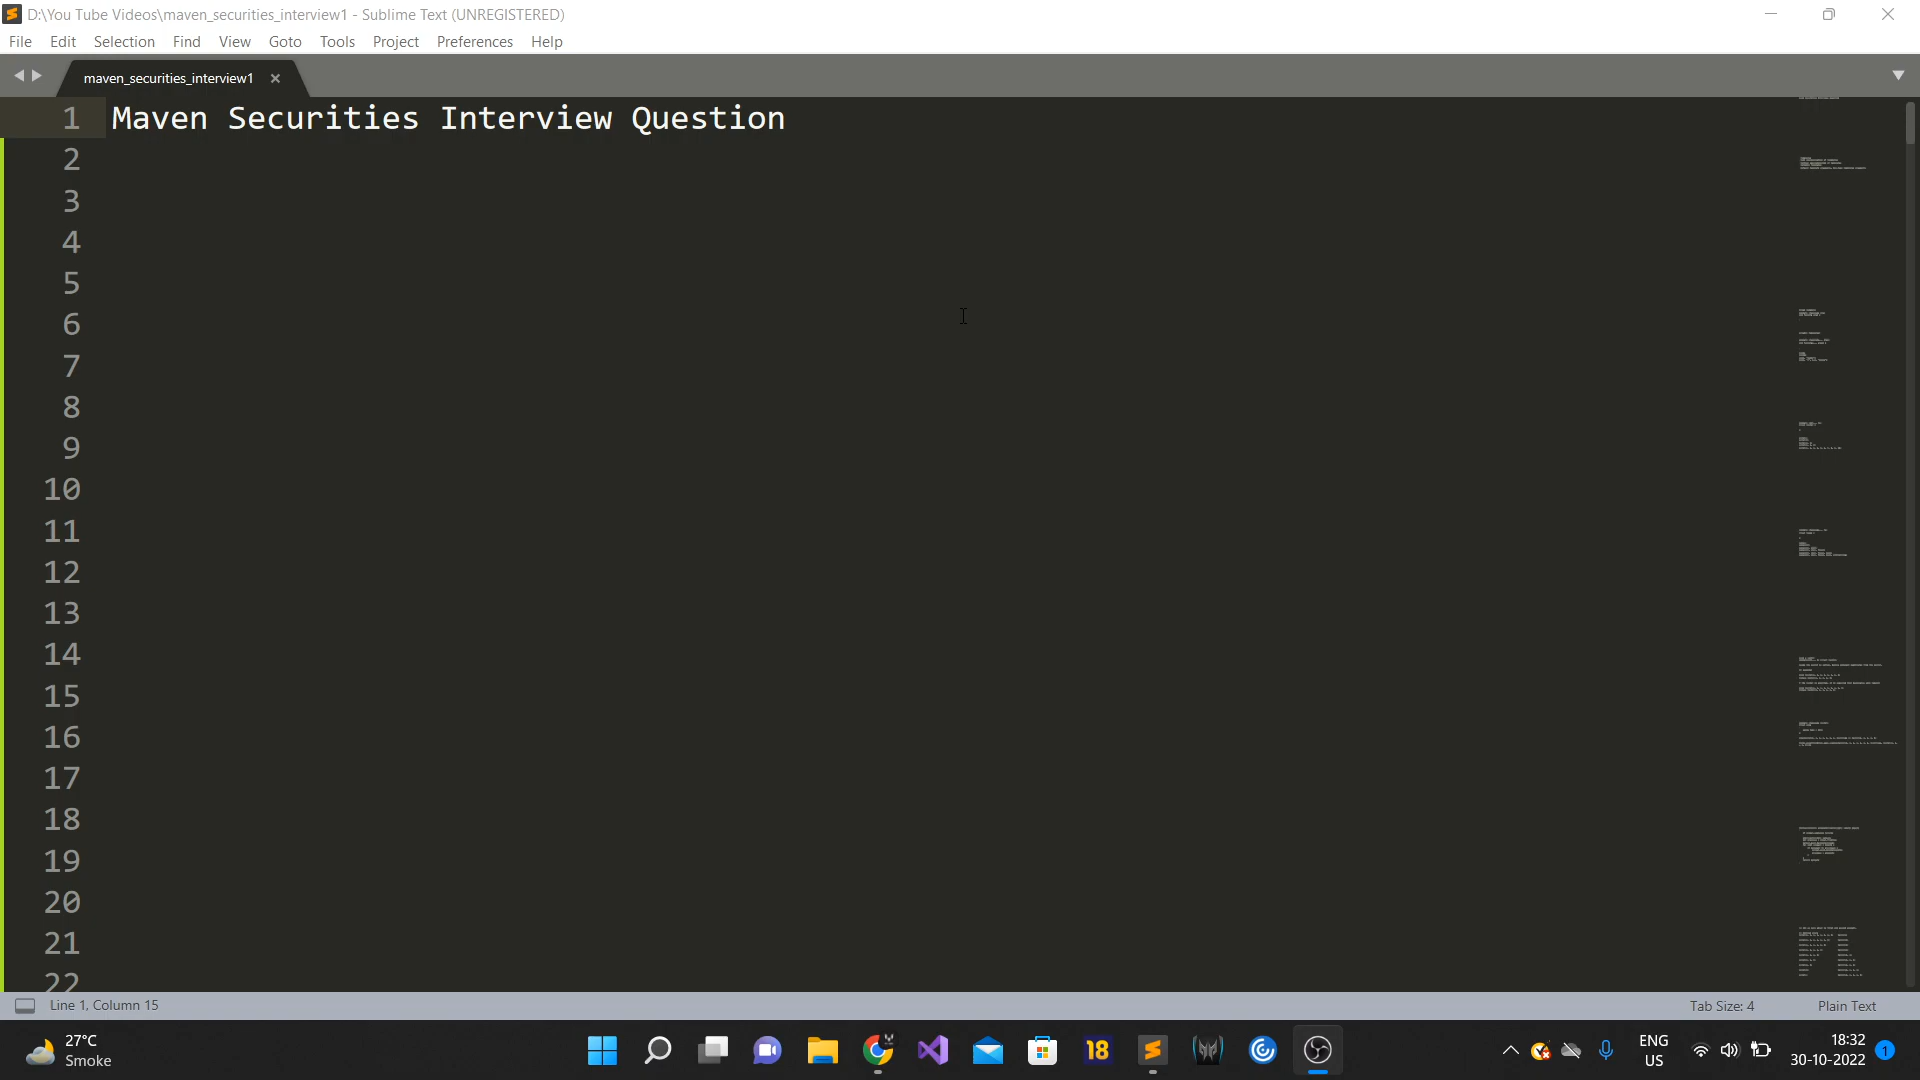 D:\You Tube Videos\maven_securities_interview1 - Sublime Text (UNREGISTERED)
File Edit Selection Find View Goto Tools Project Preferences Help
maven_securities_interview1
1 Maven Securities Interview Question
2
3
4
5
6
7
8
9
10
11
12
13
14
15
16
17
18
19
20
21
22
Line 1, Column 15 Tab Size: 4 Plain Text
27°C
Smoke
18
ENG
US
18:32
30-10-2022
1